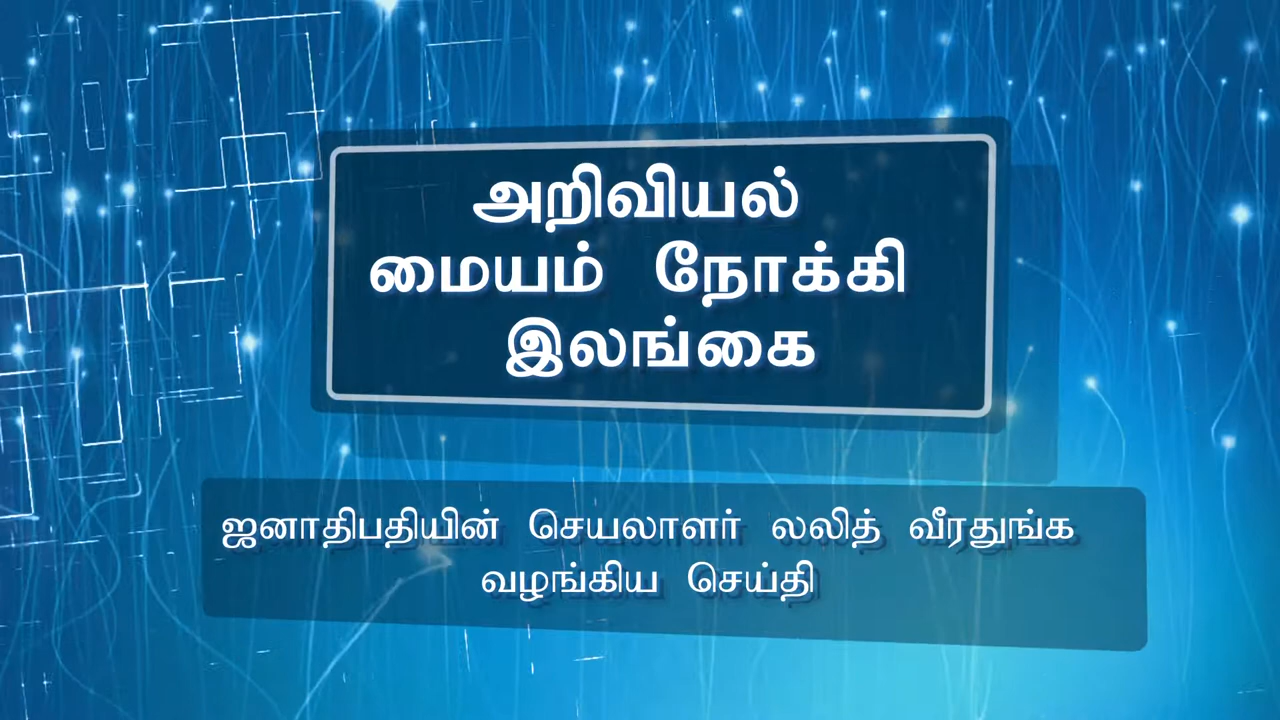 அறிவியல்
மையம் நோக்கி
இலங்கை
ஜனாதிபதியின் செயலாளர் லலித் வீரதுங்க
வழங்கிய செய்தி